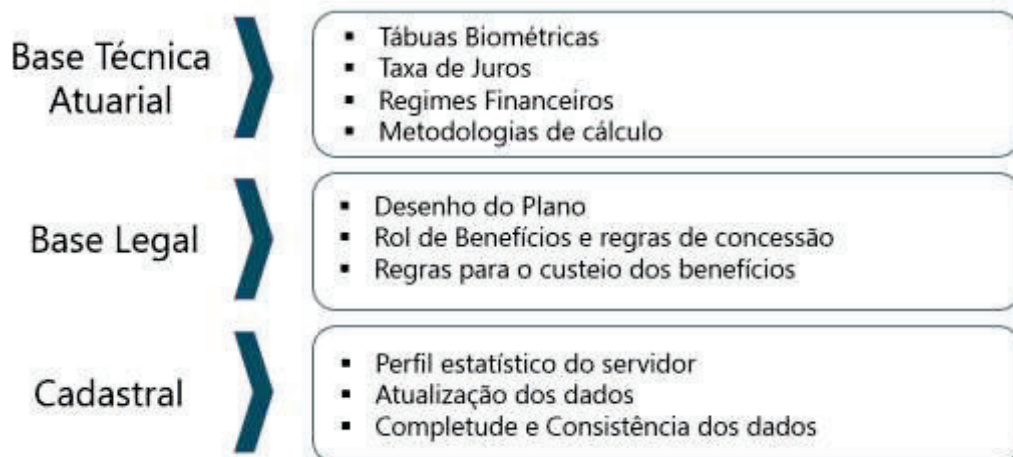 Base Técnica
Atuarial
▪ Tábuas Biométricas
▪ Taxa de Juros
▪ Regimes Financeiros
▪ Metodologias de cálculo
Base Legal
▪ Desenho do Plano
▪ Rol de Benefícios e regras de concessão
▪ Regras para o custeio dos benefícios
Cadastral
▪ Perfil estatístico do servidor
▪ Atualização dos dados
▪ Completude e Consistência dos dados